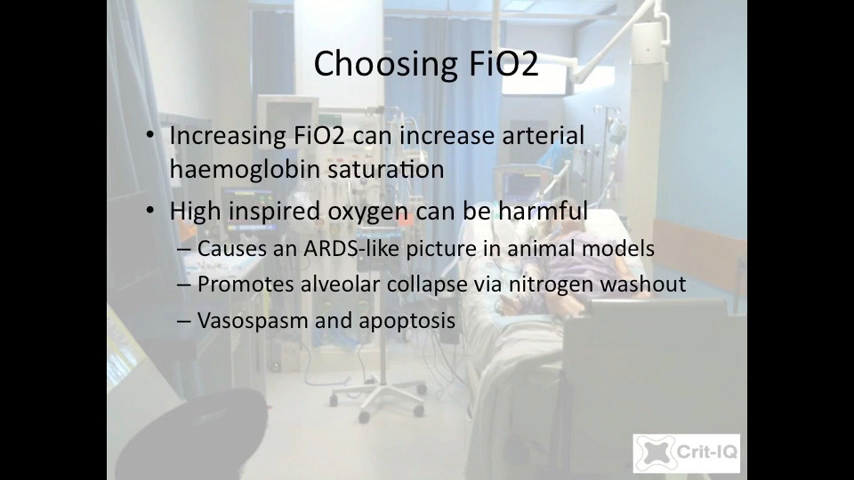 Choosing FiO2
• Increasing FiO2 can increase arterial
haemoglobin saturation
• High inspired oxygen can be harmful
– Causes an ARDS-like picture in animal models
– Promotes alveolar collapse via nitrogen washout
– Vasospasm and apoptosis
Crit-IQ